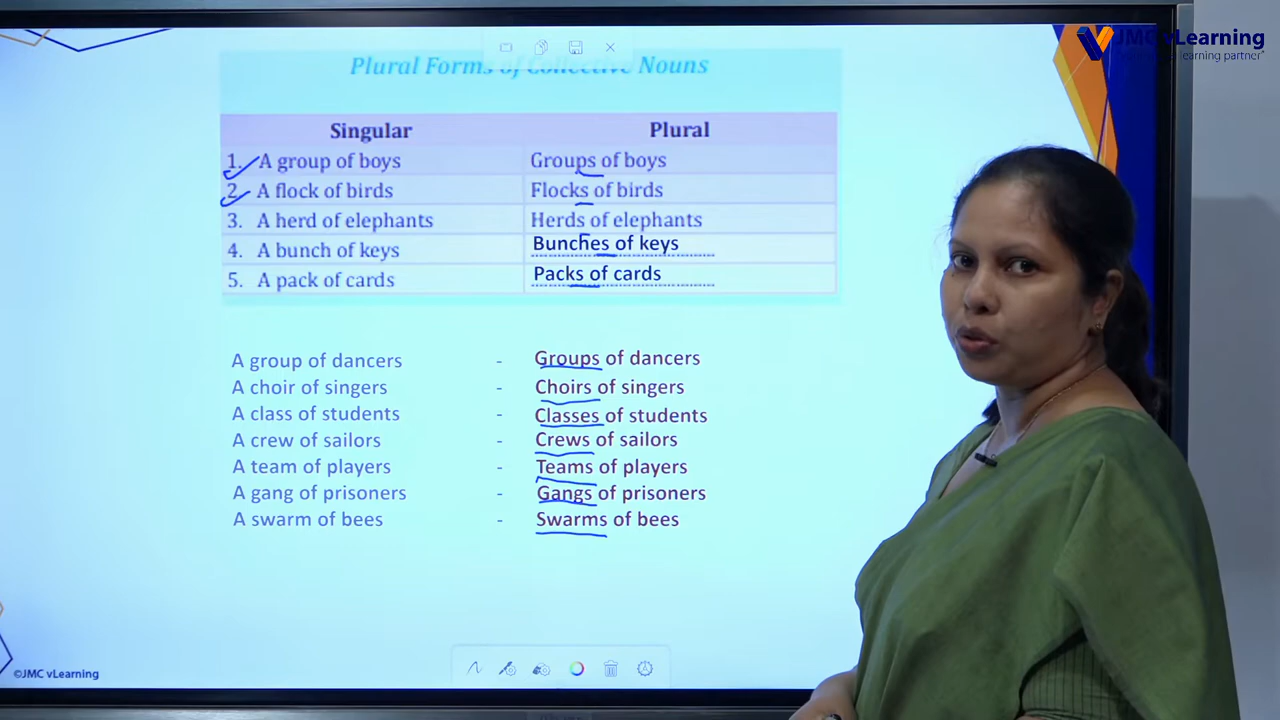 JMC vLearning
learning partner
Plural Forms of Collective Nouns
Singular Plural
1. A group of boys Groups of boys
2. A flock of birds Flocks of birds
3. A herd of elephants Herds of elephants
4. A bunch of keys Bunches of keys
5. A pack of cards Packs of cards
A group of dancers - Groups of dancers
A choir of singers - Choirs of singers
A class of students - Classes of students
A crew of sailors - Crews of sailors
A team of players - Teams of players
A gang of prisoners - Gangs of prisoners
A swarm of bees - Swarms of bees
©JMC vLearning